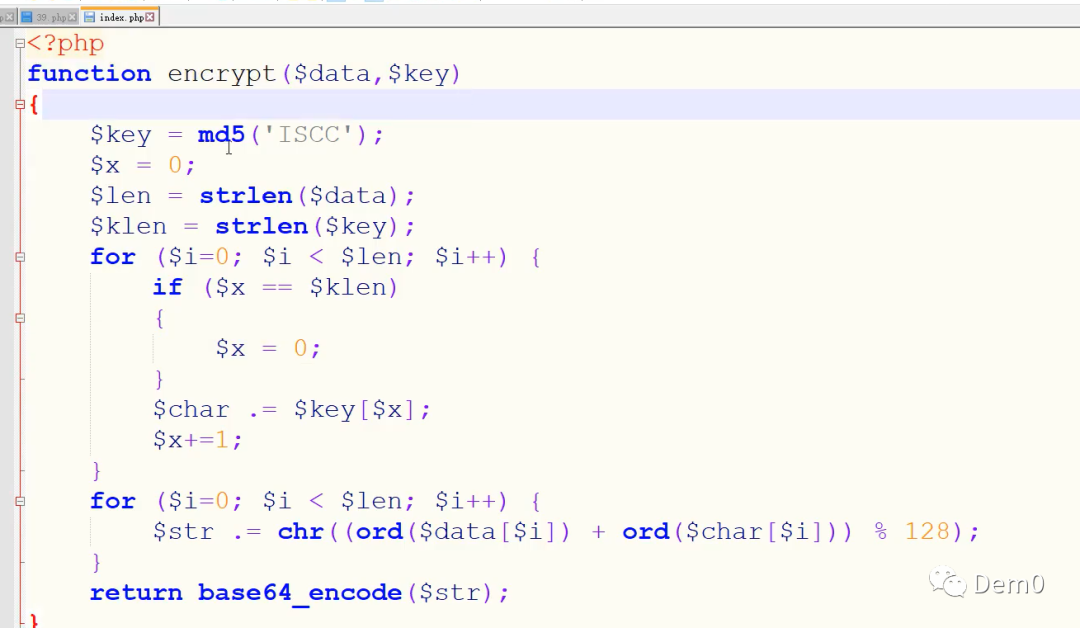 39.php index.php
<?php
function encrypt($data,$key)
{
$key = md5('ISCC');
$x = 0;
$len = strlen($data);
$klen = strlen($key);
for ($i=0; $i < $len; $i++) {
if ($x == $klen)
{
$x = 0;
}
$char .= $key[$x];
$x+=1;
}
for ($i=0; $i < $len; $i++) {
$str .= chr((ord($data[$i]) + ord($char[$i])) % 128);
}
return base64_encode($str);
}
Dem0